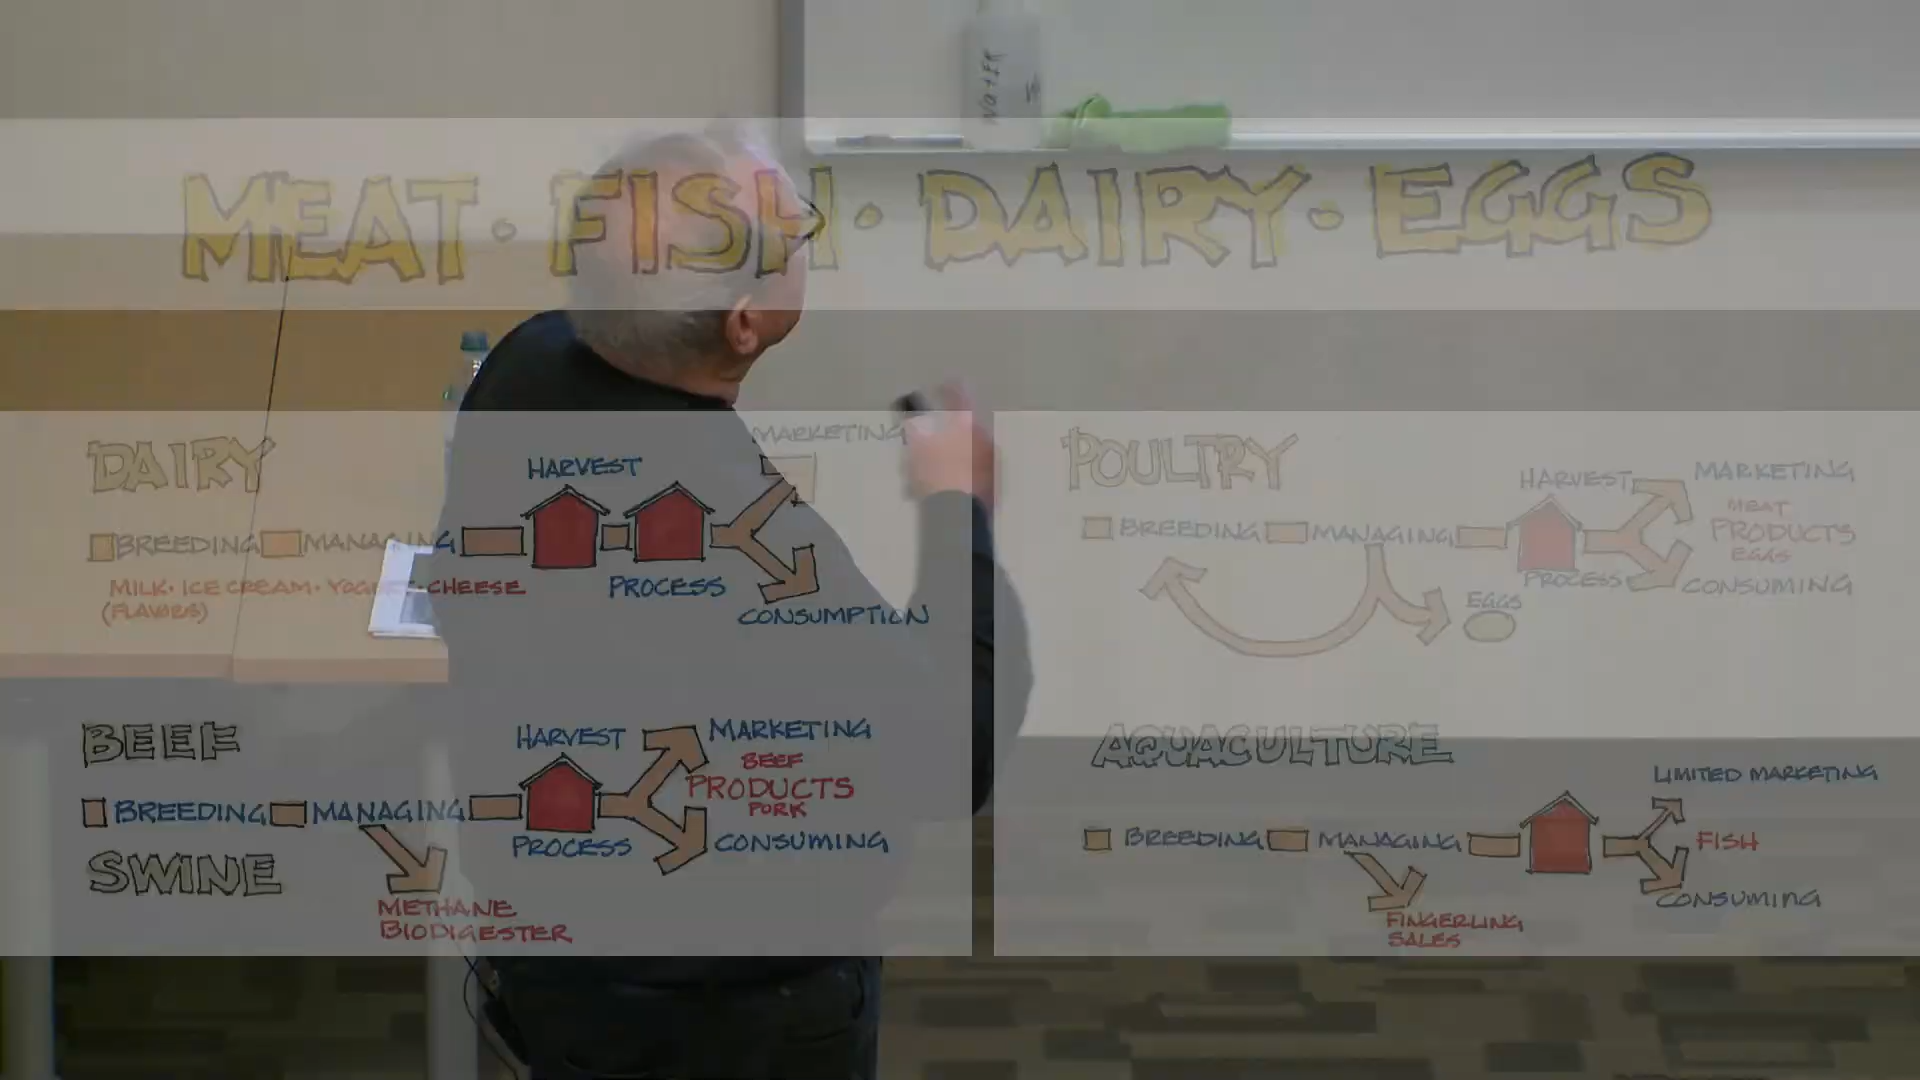 WATER
MEAT · FISH · DAIRY · EGGS
DAIRY
MARKETING
HARVEST
BREEDING MANAGING
PROCESS
MILK · ICE CREAM · YOGURT · CHEESE
(FLAVORS)
CONSUMPTION
POULTRY
HARVEST
MARKETING
MEAT
PRODUCTS
EGGS
BREEDING MANAGING
PROCESS
CONSUMING
EGGS
BEEF
HARVEST
MARKETING
BEEF
PRODUCTS
PORK
BREEDING MANAGING
PROCESS
CONSUMING
SWINE
METHANE
BIODIGESTER
AQUACULTURE
LIMITED MARKETING
BREEDING MANAGING
FISH
CONSUMING
FINGERLING
SALES